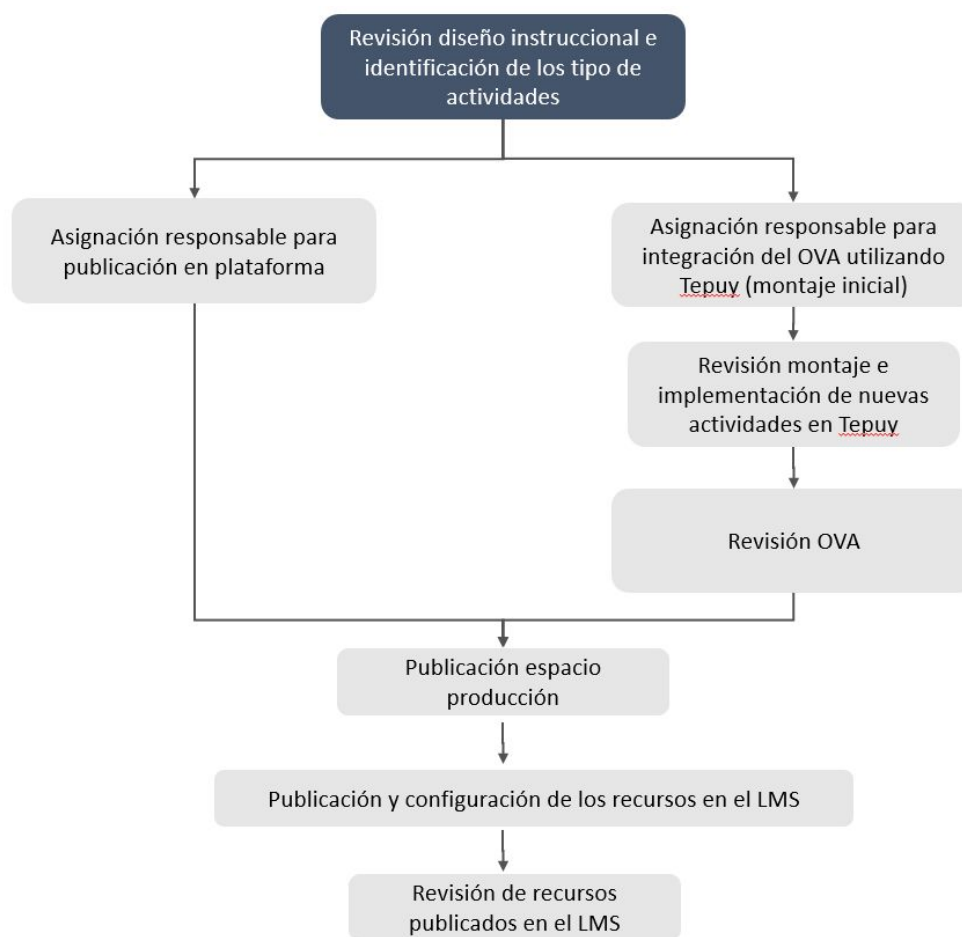 Revisión diseño instruccional e
identificación de los tipo de
actividades
Asignación responsable para
publicación en plataforma
Asignación responsable para
integración del OVA utilizando
Tepuy (montaje inicial)
Revisión montaje e
implementación de nuevas
actividades en Tepuy
Revisión OVA
Publicación espacio
producción
Publicación y configuración de los recursos en el LMS
Revisión de recursos
publicados en el LMS